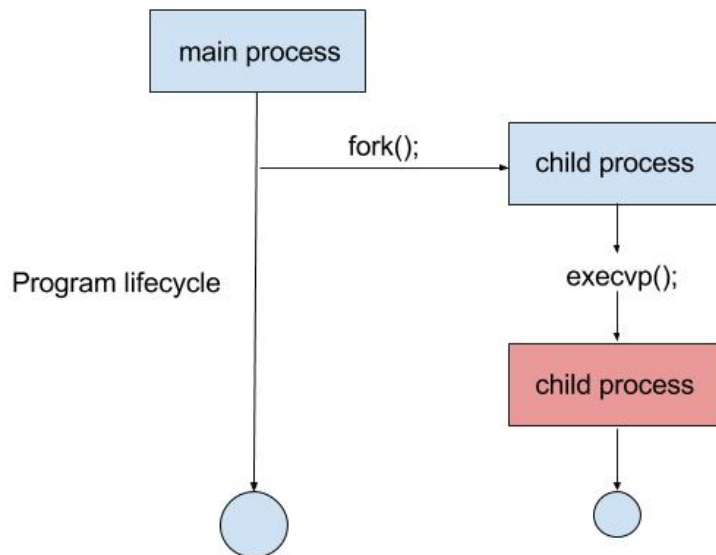 main process
fork();
child process
Program lifecycle
execvp();
child process